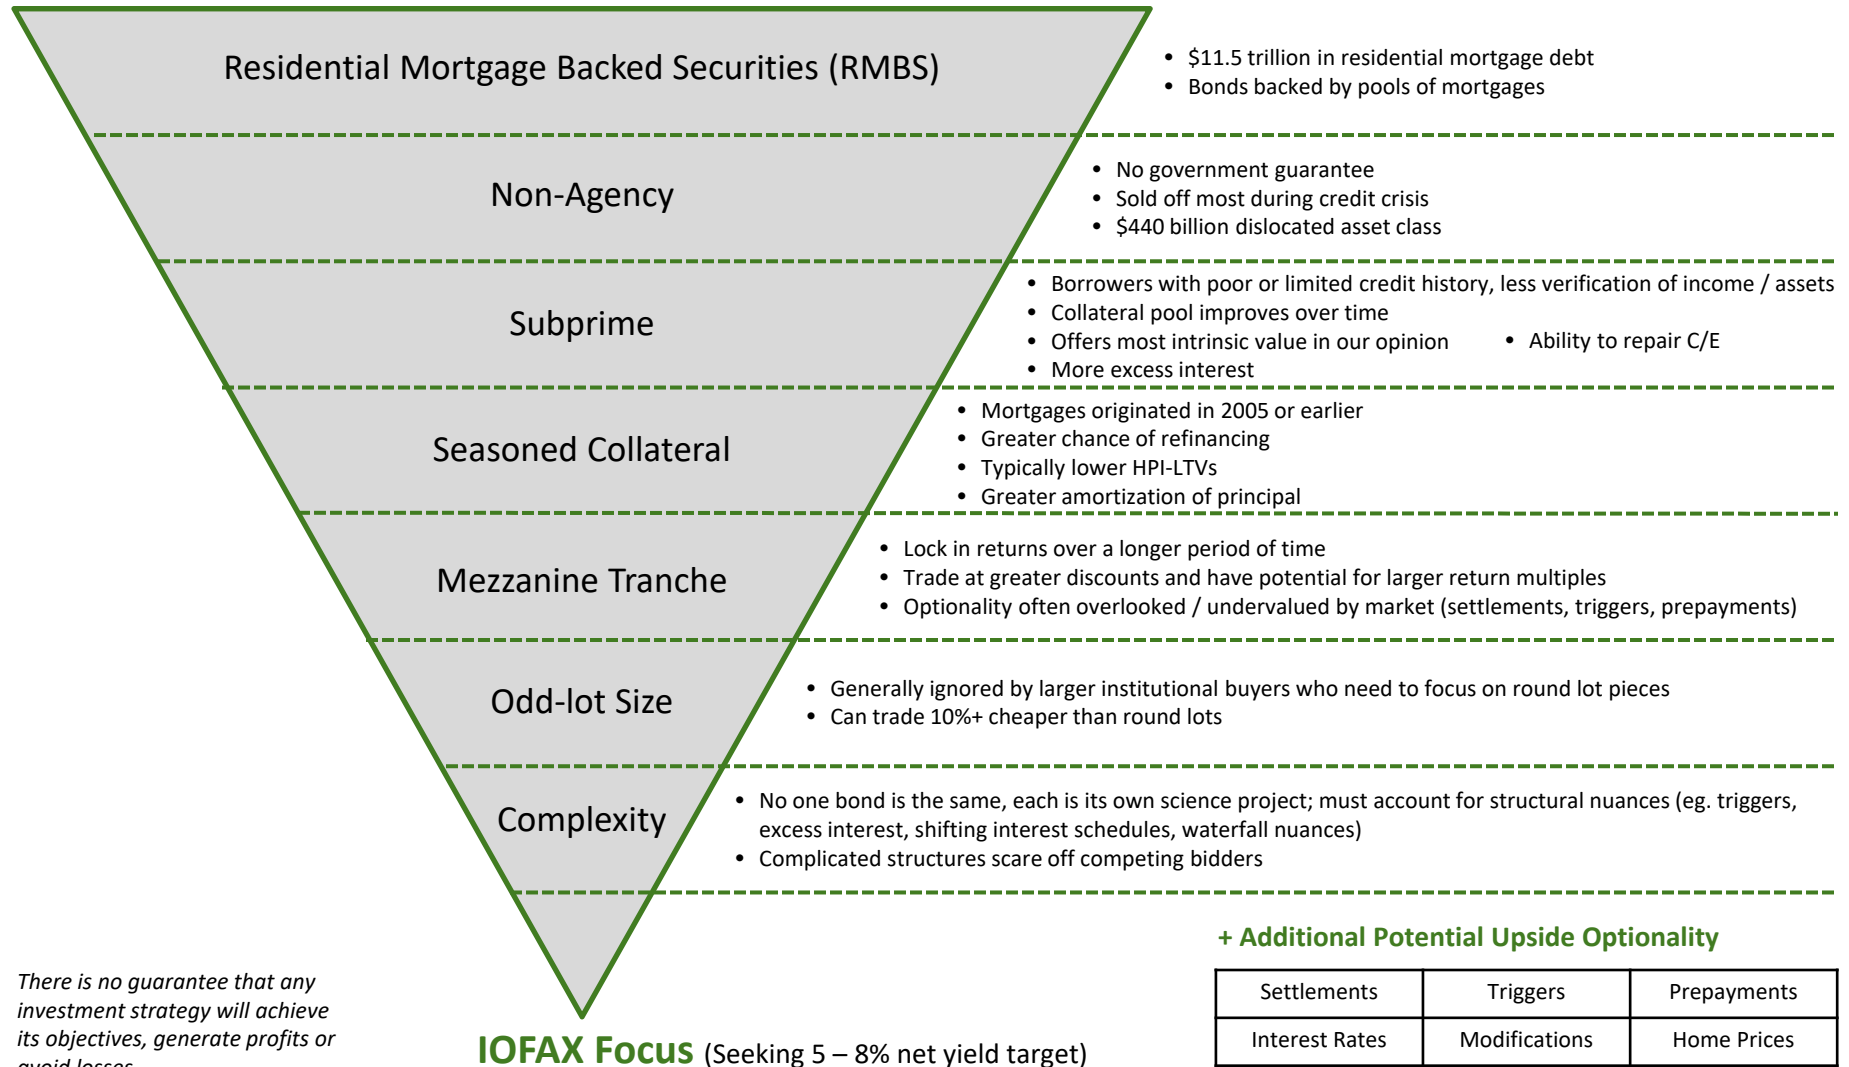 Residential Mortgage Backed Securities (RMBS)
• $11.5 trillion in residential mortgage debt
• Bonds backed by pools of mortgages
Non-Agency
• No government guarantee
• Sold off most during credit crisis
• $440 billion dislocated asset class
Subprime
• Borrowers with poor or limited credit history, less verification of income / assets
• Collateral pool improves over time
• Offers most intrinsic value in our opinion • Ability to repair C/E
• More excess interest
Seasoned Collateral
• Mortgages originated in 2005 or earlier
• Greater chance of refinancing
• Typically lower HPI-LTVs
• Greater amortization of principal
Mezzanine Tranche
• Lock in returns over a longer period of time
• Trade at greater discounts and have potential for larger return multiples
• Optionality often overlooked / undervalued by market (settlements, triggers, prepayments)
Odd-lot Size
• Generally ignored by larger institutional buyers who need to focus on round lot pieces
• Can trade 10%+ cheaper than round lots
Complexity
• No one bond is the same, each is its own science project; must account for structural nuances (eg. triggers,
excess interest, shifting interest schedules, waterfall nuances)
• Complicated structures scare off competing bidders
+ Additional Potential Upside Optionality
Settlements Triggers Prepayments
Interest Rates Modifications Home Prices
There is no guarantee that any
investment strategy will achieve
its objectives, generate profits or
avoid losses
IOFAX Focus (Seeking 5 – 8% net yield target)